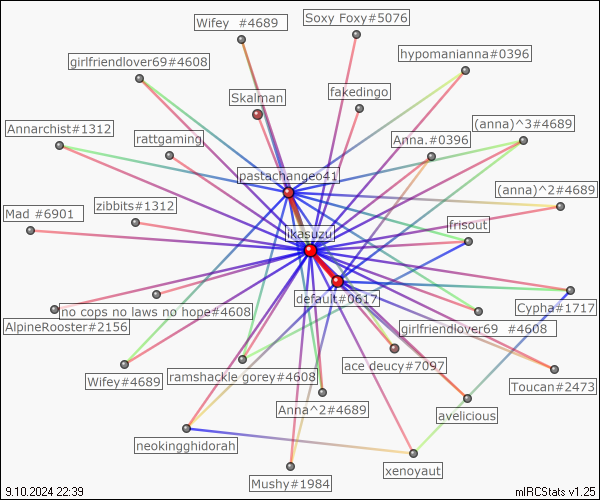 Wifey  #4689
Soxy Foxy#5076
girlfriendlover69#4608
hypomanianna#0396
Skalman
fakedingo
Annarchist#1312
rattgaming
Anna.#0396
(anna)^3#4689
pastachangeo41
(anna)^2#4689
Mad #6901
zibbits#1312
ikasuzu
frisout
default#0617
no cops no laws no hope#4608
AlpineRooster#2156
girlfriendlover69  #4608
Cypha#1717
Wifey#4689
ramshackle gorey#4608
ace deucy#7097
Toucan#2473
Anna^2#4689
avelicious
neokingghidorah
Mushy#1984
xenoyaut
9.10.2024 22:39
mIRCStats v1.25